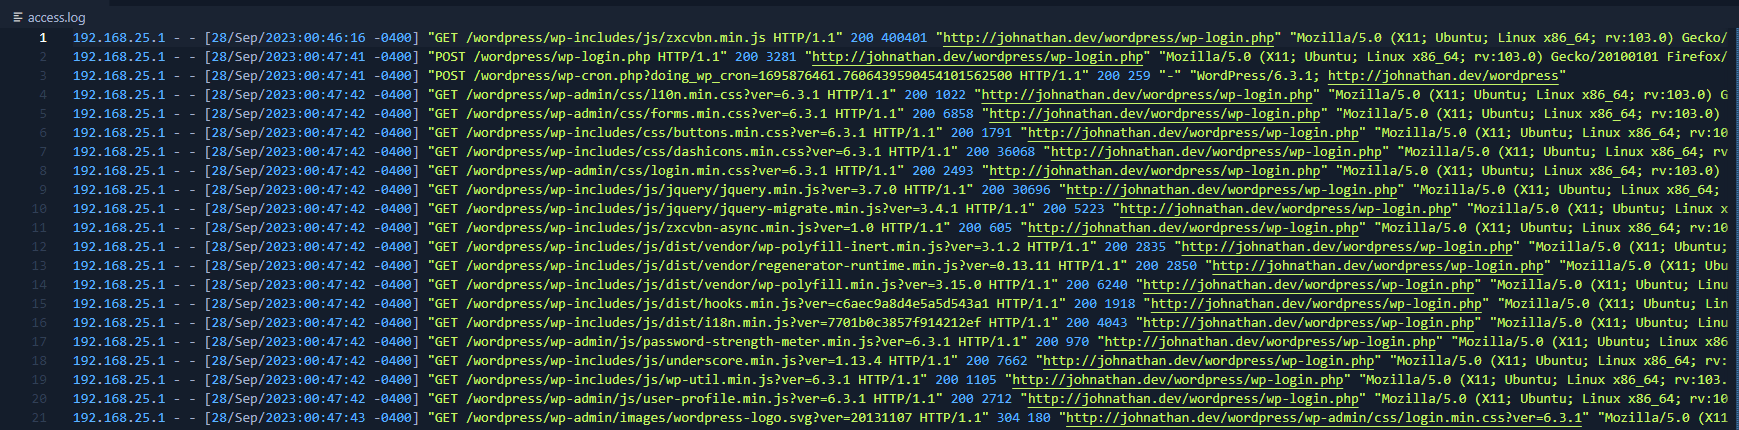 access.log
1 192.168.25.1 - - [28/Sep/2023:00:46:16 -0400] "GET /wordpress/wp-includes/js/zxcvbn.min.js HTTP/1.1" 200 400401 "http://johnathan.dev/wordpress/wp-login.php" "Mozilla/5.0 (X11; Ubuntu; Linux x86_64; rv:103.0) Gecko/
2 192.168.25.1 - - [28/Sep/2023:00:47:41 -0400] "POST /wordpress/wp-login.php HTTP/1.1" 200 3281 "http://johnathan.dev/wordpress/wp-login.php" "Mozilla/5.0 (X11; Ubuntu; Linux x86_64; rv:103.0) Gecko/20100101 Firefox/
3 192.168.25.1 - - [28/Sep/2023:00:47:41 -0400] "POST /wordpress/wp-cron.php?doing_wp_cron=1695876461.7606439590454101562500 HTTP/1.1" 200 259 "-" "WordPress/6.3.1; http://johnathan.dev/wordpress"
4 192.168.25.1 - - [28/Sep/2023:00:47:42 -0400] "GET /wordpress/wp-admin/css/l10n.min.css?ver=6.3.1 HTTP/1.1" 200 1022 "http://johnathan.dev/wordpress/wp-login.php" "Mozilla/5.0 (X11; Ubuntu; Linux x86_64; rv:103.0) G
5 192.168.25.1 - - [28/Sep/2023:00:47:42 -0400] "GET /wordpress/wp-admin/css/forms.min.css?ver=6.3.1 HTTP/1.1" 200 6858 "http://johnathan.dev/wordpress/wp-login.php" "Mozilla/5.0 (X11; Ubuntu; Linux x86_64; rv:103.0)
6 192.168.25.1 - - [28/Sep/2023:00:47:42 -0400] "GET /wordpress/wp-includes/css/buttons.min.css?ver=6.3.1 HTTP/1.1" 200 1791 "http://johnathan.dev/wordpress/wp-login.php" "Mozilla/5.0 (X11; Ubuntu; Linux x86_64; rv:10
7 192.168.25.1 - - [28/Sep/2023:00:47:42 -0400] "GET /wordpress/wp-includes/css/dashicons.min.css?ver=6.3.1 HTTP/1.1" 200 36068 "http://johnathan.dev/wordpress/wp-login.php" "Mozilla/5.0 (X11; Ubuntu; Linux x86_64; rv
8 192.168.25.1 - - [28/Sep/2023:00:47:42 -0400] "GET /wordpress/wp-admin/css/login.min.css?ver=6.3.1 HTTP/1.1" 200 2493 "http://johnathan.dev/wordpress/wp-login.php" "Mozilla/5.0 (X11; Ubuntu; Linux x86_64; rv:103.0)
9 192.168.25.1 - - [28/Sep/2023:00:47:42 -0400] "GET /wordpress/wp-includes/js/jquery/jquery.min.js?ver=3.7.0 HTTP/1.1" 200 30696 "http://johnathan.dev/wordpress/wp-login.php" "Mozilla/5.0 (X11; Ubuntu; Linux x86_64;
10 192.168.25.1 - - [28/Sep/2023:00:47:42 -0400] "GET /wordpress/wp-includes/js/jquery/jquery-migrate.min.js?ver=3.4.1 HTTP/1.1" 200 5223 "http://johnathan.dev/wordpress/wp-login.php" "Mozilla/5.0 (X11; Ubuntu; Linux x
11 192.168.25.1 - - [28/Sep/2023:00:47:42 -0400] "GET /wordpress/wp-includes/js/zxcvbn-async.min.js?ver=1.0 HTTP/1.1" 200 605 "http://johnathan.dev/wordpress/wp-login.php" "Mozilla/5.0 (X11; Ubuntu; Linux x86_64; rv:10
12 192.168.25.1 - - [28/Sep/2023:00:47:42 -0400] "GET /wordpress/wp-includes/js/dist/vendor/wp-polyfill-inert.min.js?ver=3.1.2 HTTP/1.1" 200 2835 "http://johnathan.dev/wordpress/wp-login.php" "Mozilla/5.0 (X11; Ubuntu;
13 192.168.25.1 - - [28/Sep/2023:00:47:42 -0400] "GET /wordpress/wp-includes/js/dist/vendor/regenerator-runtime.min.js?ver=0.13.11 HTTP/1.1" 200 2850 "http://johnathan.dev/wordpress/wp-login.php" "Mozilla/5.0 (X11; Ubu
14 192.168.25.1 - - [28/Sep/2023:00:47:42 -0400] "GET /wordpress/wp-includes/js/dist/vendor/wp-polyfill.min.js?ver=3.15.0 HTTP/1.1" 200 6240 "http://johnathan.dev/wordpress/wp-login.php" "Mozilla/5.0 (X11; Ubuntu; Linu
15 192.168.25.1 - - [28/Sep/2023:00:47:42 -0400] "GET /wordpress/wp-includes/js/dist/hooks.min.js?ver=c6aec9a8d4e5a5d543a1 HTTP/1.1" 200 1918 "http://johnathan.dev/wordpress/wp-login.php" "Mozilla/5.0 (X11; Ubuntu; Lin
16 192.168.25.1 - - [28/Sep/2023:00:47:42 -0400] "GET /wordpress/wp-includes/js/dist/i18n.min.js?ver=7701b0c3857f914212ef HTTP/1.1" 200 4043 "http://johnathan.dev/wordpress/wp-login.php" "Mozilla/5.0 (X11; Ubuntu; Linu
17 192.168.25.1 - - [28/Sep/2023:00:47:42 -0400] "GET /wordpress/wp-admin/js/password-strength-meter.min.js?ver=6.3.1 HTTP/1.1" 200 970 "http://johnathan.dev/wordpress/wp-login.php" "Mozilla/5.0 (X11; Ubuntu; Linux x86
18 192.168.25.1 - - [28/Sep/2023:00:47:42 -0400] "GET /wordpress/wp-includes/js/underscore.min.js?ver=1.13.4 HTTP/1.1" 200 7662 "http://johnathan.dev/wordpress/wp-login.php" "Mozilla/5.0 (X11; Ubuntu; Linux x86_64; rv:
19 192.168.25.1 - - [28/Sep/2023:00:47:42 -0400] "GET /wordpress/wp-includes/js/wp-util.min.js?ver=6.3.1 HTTP/1.1" 200 1105 "http://johnathan.dev/wordpress/wp-login.php" "Mozilla/5.0 (X11; Ubuntu; Linux x86_64; rv:103.
20 192.168.25.1 - - [28/Sep/2023:00:47:42 -0400] "GET /wordpress/wp-admin/js/user-profile.min.js?ver=6.3.1 HTTP/1.1" 200 2712 "http://johnathan.dev/wordpress/wp-login.php" "Mozilla/5.0 (X11; Ubuntu; Linux x86_64; rv:10
21 192.168.25.1 - - [28/Sep/2023:00:47:43 -0400] "GET /wordpress/wp-admin/images/wordpress-logo.svg?ver=20131107 HTTP/1.1" 304 180 "http://johnathan.dev/wordpress/wp-admin/css/login.min.css?ver=6.3.1" "Mozilla/5.0 (X11